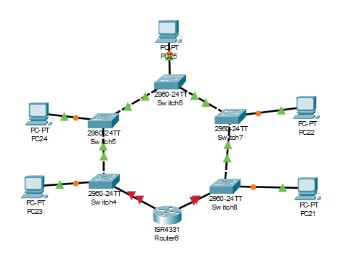 PC-PT
PC25
2960-24TT
Switch6
PC-PT
PC24
2960-24TT
Switch5
2960-24TT
Switch7
PC-PT
PC22
PC-PT
PC23
2960-24TT
Switch4
ISR4331
Router6
2960-24TT
Switch8
PC-PT
PC21